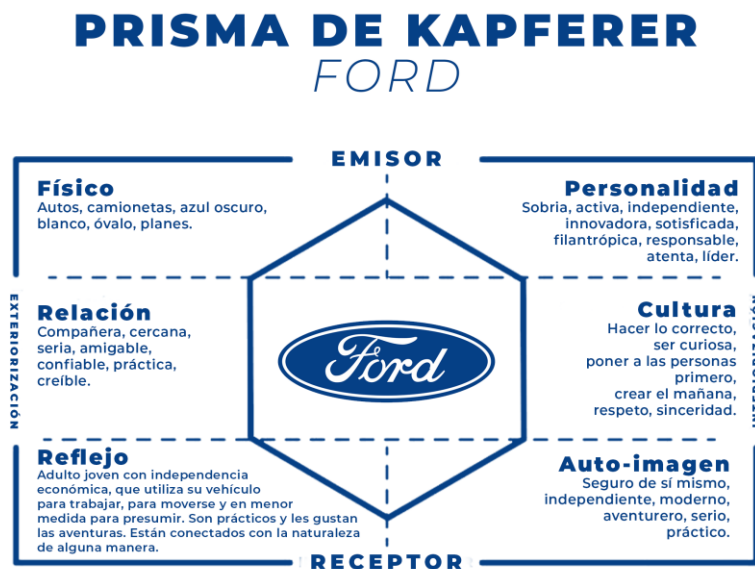 PRISMA DE KAPFERER
FORD
EMISOR
Físico
Autos, camionetas, azul oscuro,
blanco, óvalo, planes.
Personalidad
Sobria, activa, independiente,
innovadora, sotisficada,
filantrópica, responsable,
atenta, líder.
EXTERIORIZACIÓN
Relación
Compañera, cercana,
seria, amigable,
confiable, práctica,
creíble.
Ford
Cultura
Hacer lo correcto,
ser curiosa,
poner a las personas
primero,
crear el mañana,
respeto, sinceridad.
INTERIORIZACIÓN
Reflejo
Adulto joven con independencia
económica, que utiliza su vehículo
para trabajar, para moverse y en menor
medida para presumir. Son prácticos y les gustan
las aventuras. Están conectados con la naturaleza
de alguna manera.
Auto-imagen
Seguro de sí mismo,
independiente, moderno,
aventurero, serio,
práctico.
RECEPTOR